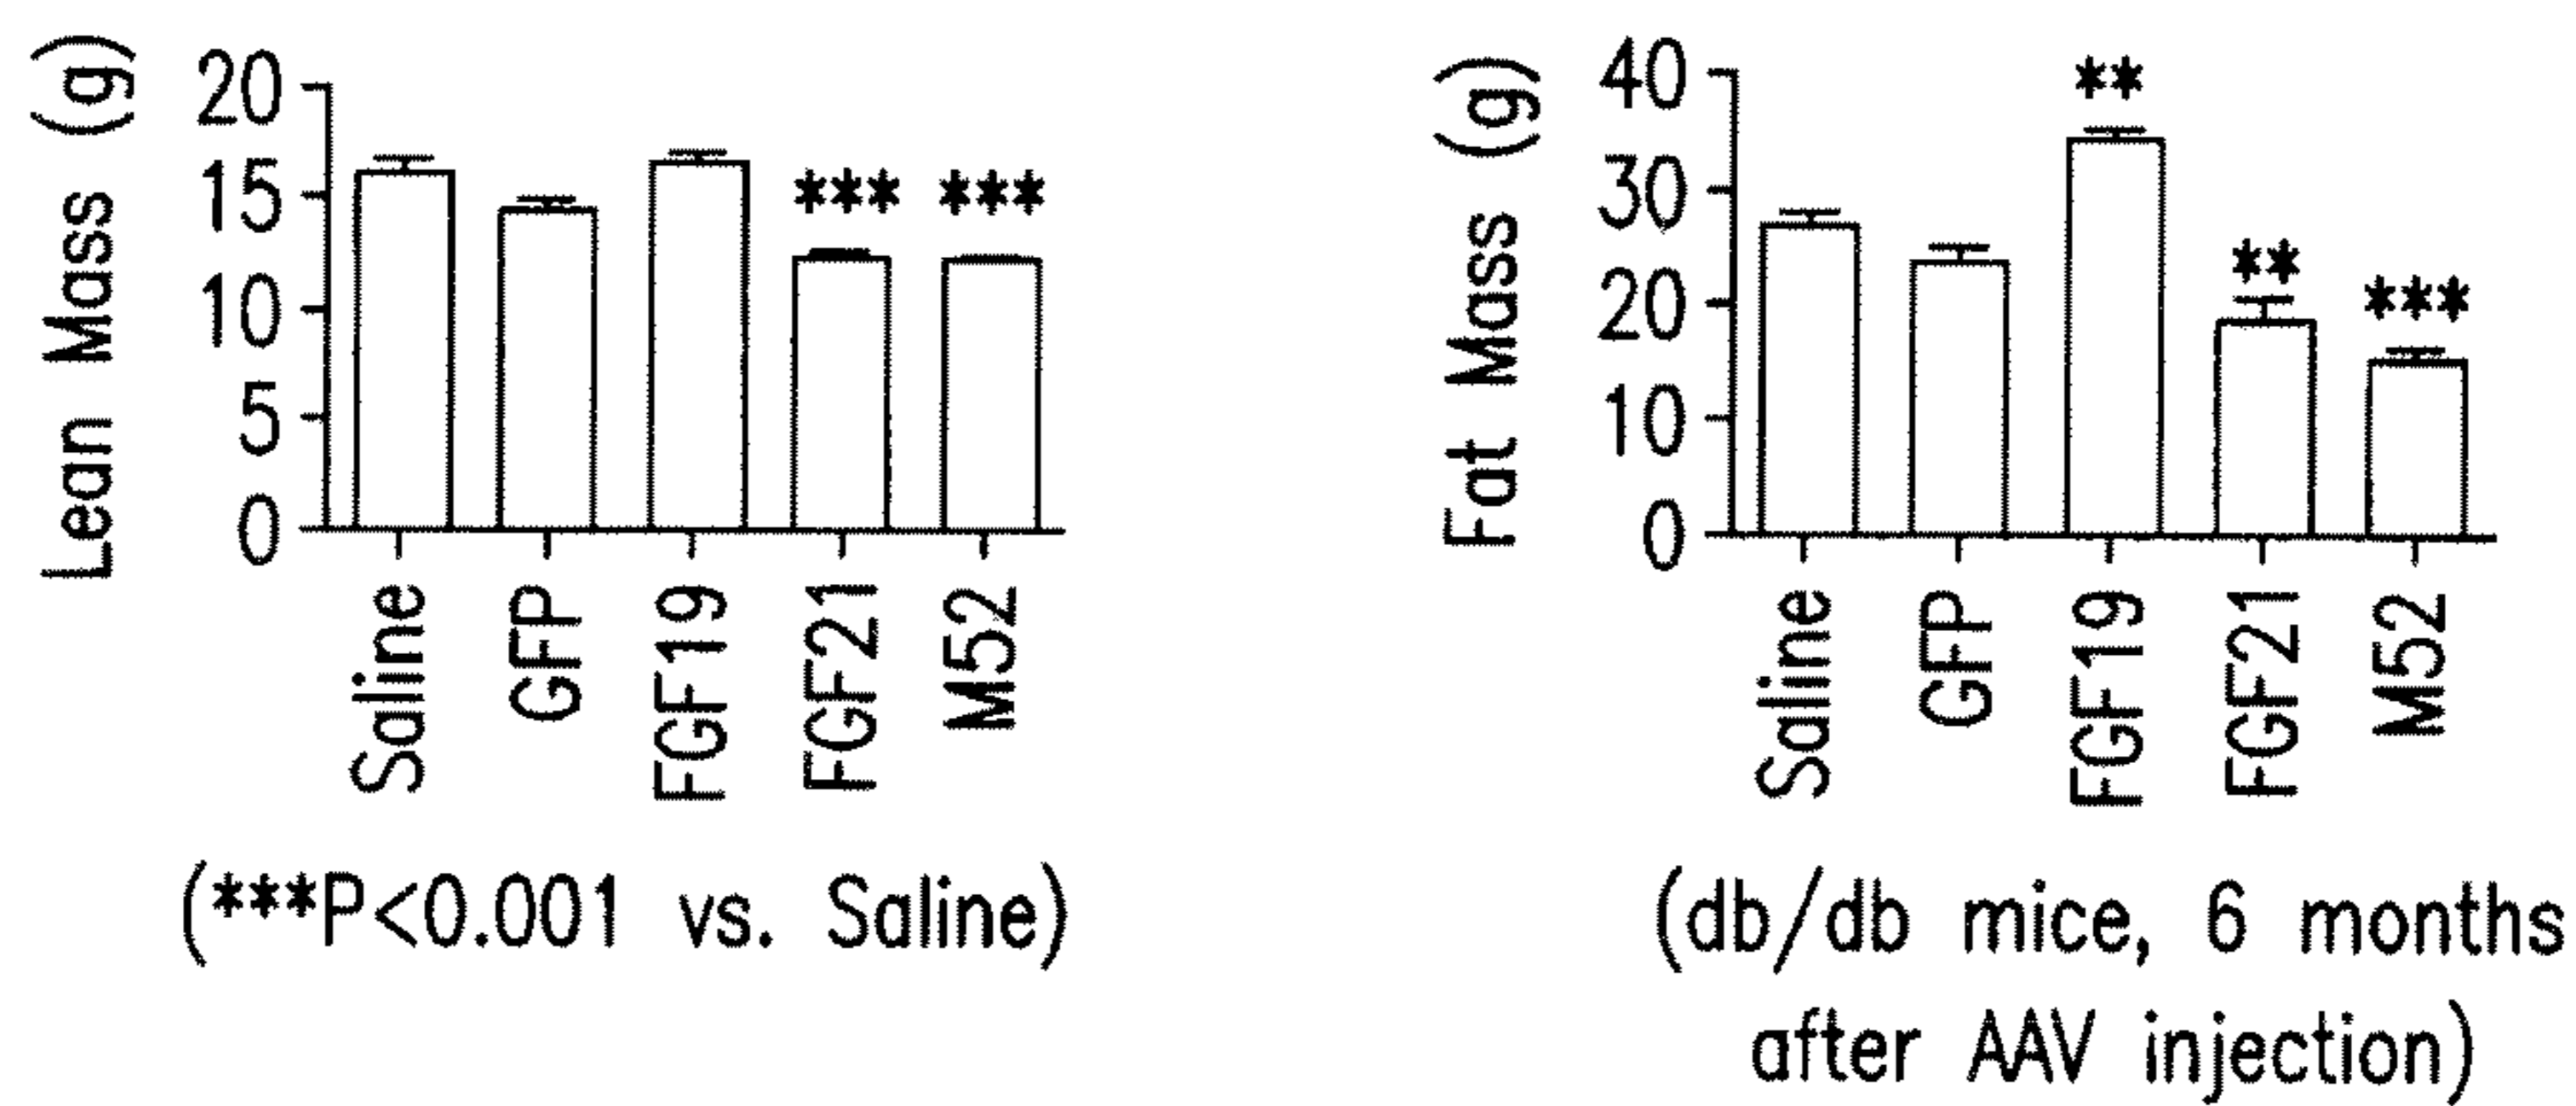 Lean Mass (g)
20
15
10
5
0
*** ***
Saline
GFP
FGF19
FGF21
M52
(***P<0.001 vs. Saline)
Fat Mass (g)
40
30
20
10
0
**
**
***
Saline
GFP
FGF19
FGF21
M52
(db/db mice, 6 months
after AAV injection)